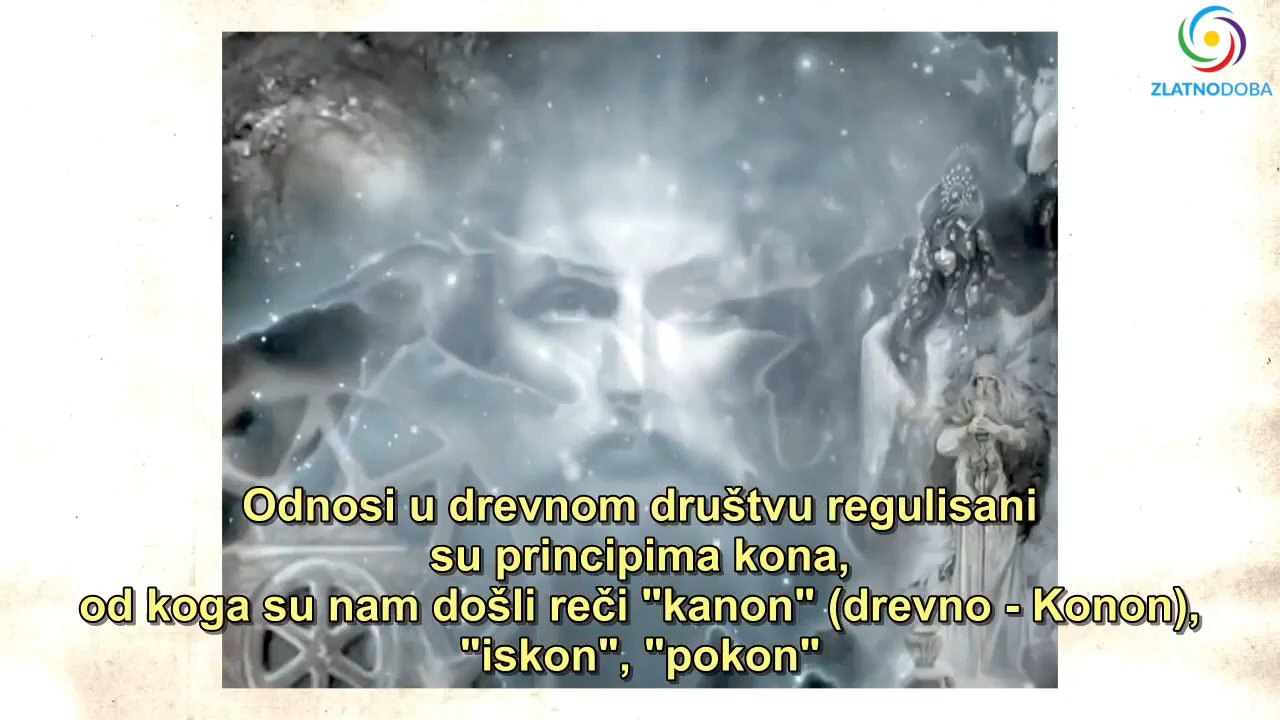 ZLATNODOBA
Odnosi u drevnom društvu regulisani
su principima kona,
od koga su nam došli reči "kanon" (drevno - Konon),
"iskon", "pokon"